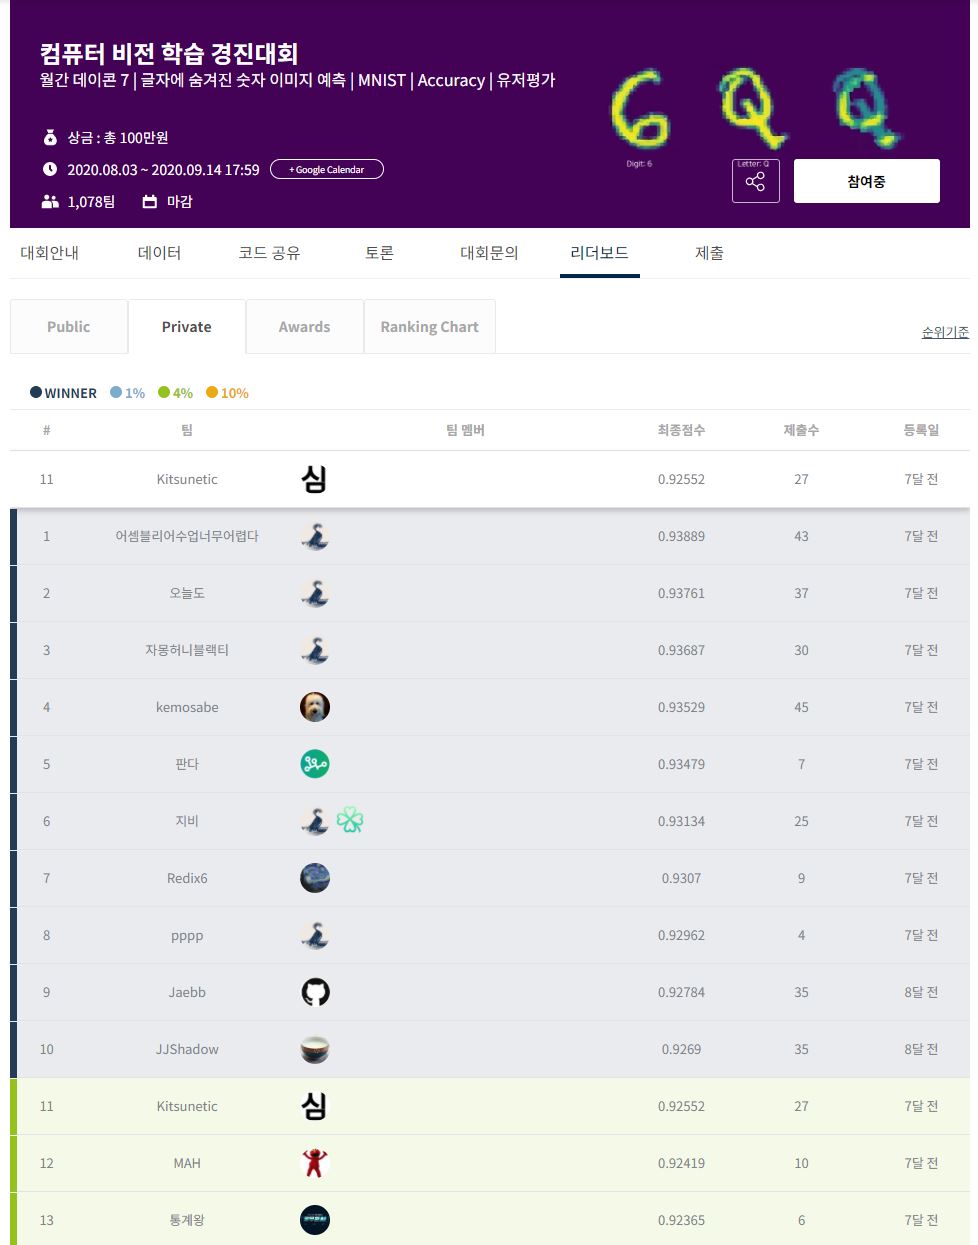 컴퓨터 비전 학습 경진대회
월간 데이콘 7 | 글자에 숨겨진 숫자 이미지 예측 | MNIST | Accuracy | 유저평가
상금 : 총 100만원
2020.08.03 ~ 2020.09.14 17:59 + Google Calendar
1,078팀 마감
Digit: 6 Letter: Q
참여중
대회안내 데이터 코드 공유 토론 대회문의 리더보드 제출
Public Private Awards Ranking Chart 순위기준
WINNER 1% 4% 10%
# 팀 팀 멤버 최종점수 제출수 등록일
11 Kitsunetic 심 0.92552 27 7달 전
1 어셈블리어수업너무어렵다 0.93889 43 7달 전
2 오늘도 0.93761 37 7달 전
3 자몽허니블랙티 0.93687 30 7달 전
4 kemosabe 0.93529 45 7달 전
5 판다 0.93479 7 7달 전
6 지비 0.93134 25 7달 전
7 Redix6 0.9307 9 7달 전
8 pppp 0.92962 4 7달 전
9 Jaebb 0.92784 35 8달 전
10 JJShadow 0.9269 35 8달 전
11 Kitsunetic 심 0.92552 27 7달 전
12 MAH 0.92419 10 7달 전
13 통계왕 0.92365 6 7달 전